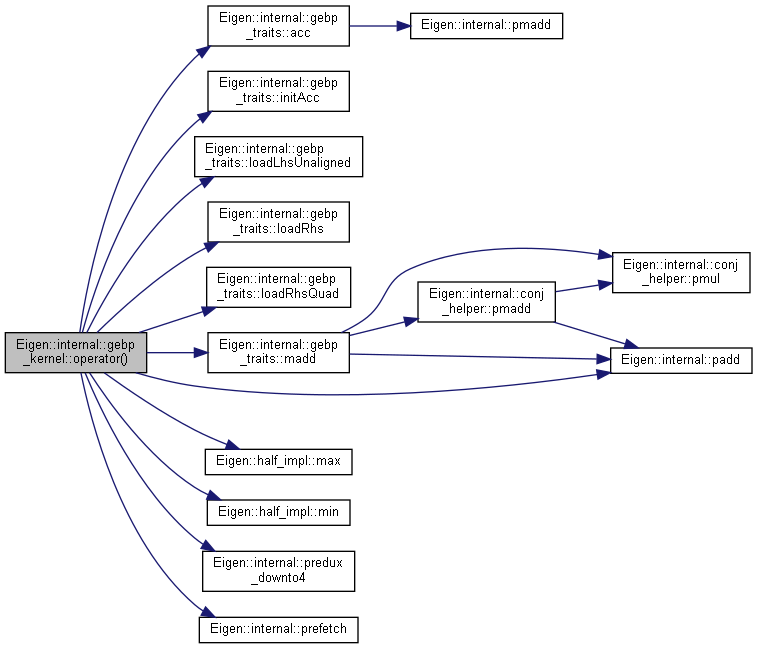 Eigen::internal::gebp
_traits::acc
Eigen::internal::pmadd
Eigen::internal::gebp
_traits::initAcc
Eigen::internal::gebp
_traits::loadLhsUnaligned
Eigen::internal::gebp
_traits::loadRhs
Eigen::internal::conj
_helper::pmul
Eigen::internal::gebp
_traits::loadRhsQuad
Eigen::internal::conj
_helper::pmadd
Eigen::internal::gebp
_kernel::operator()
Eigen::internal::gebp
_traits::madd
Eigen::internal::padd
Eigen::half_impl::max
Eigen::half_impl::min
Eigen::internal::predux
_downto4
Eigen::internal::prefetch